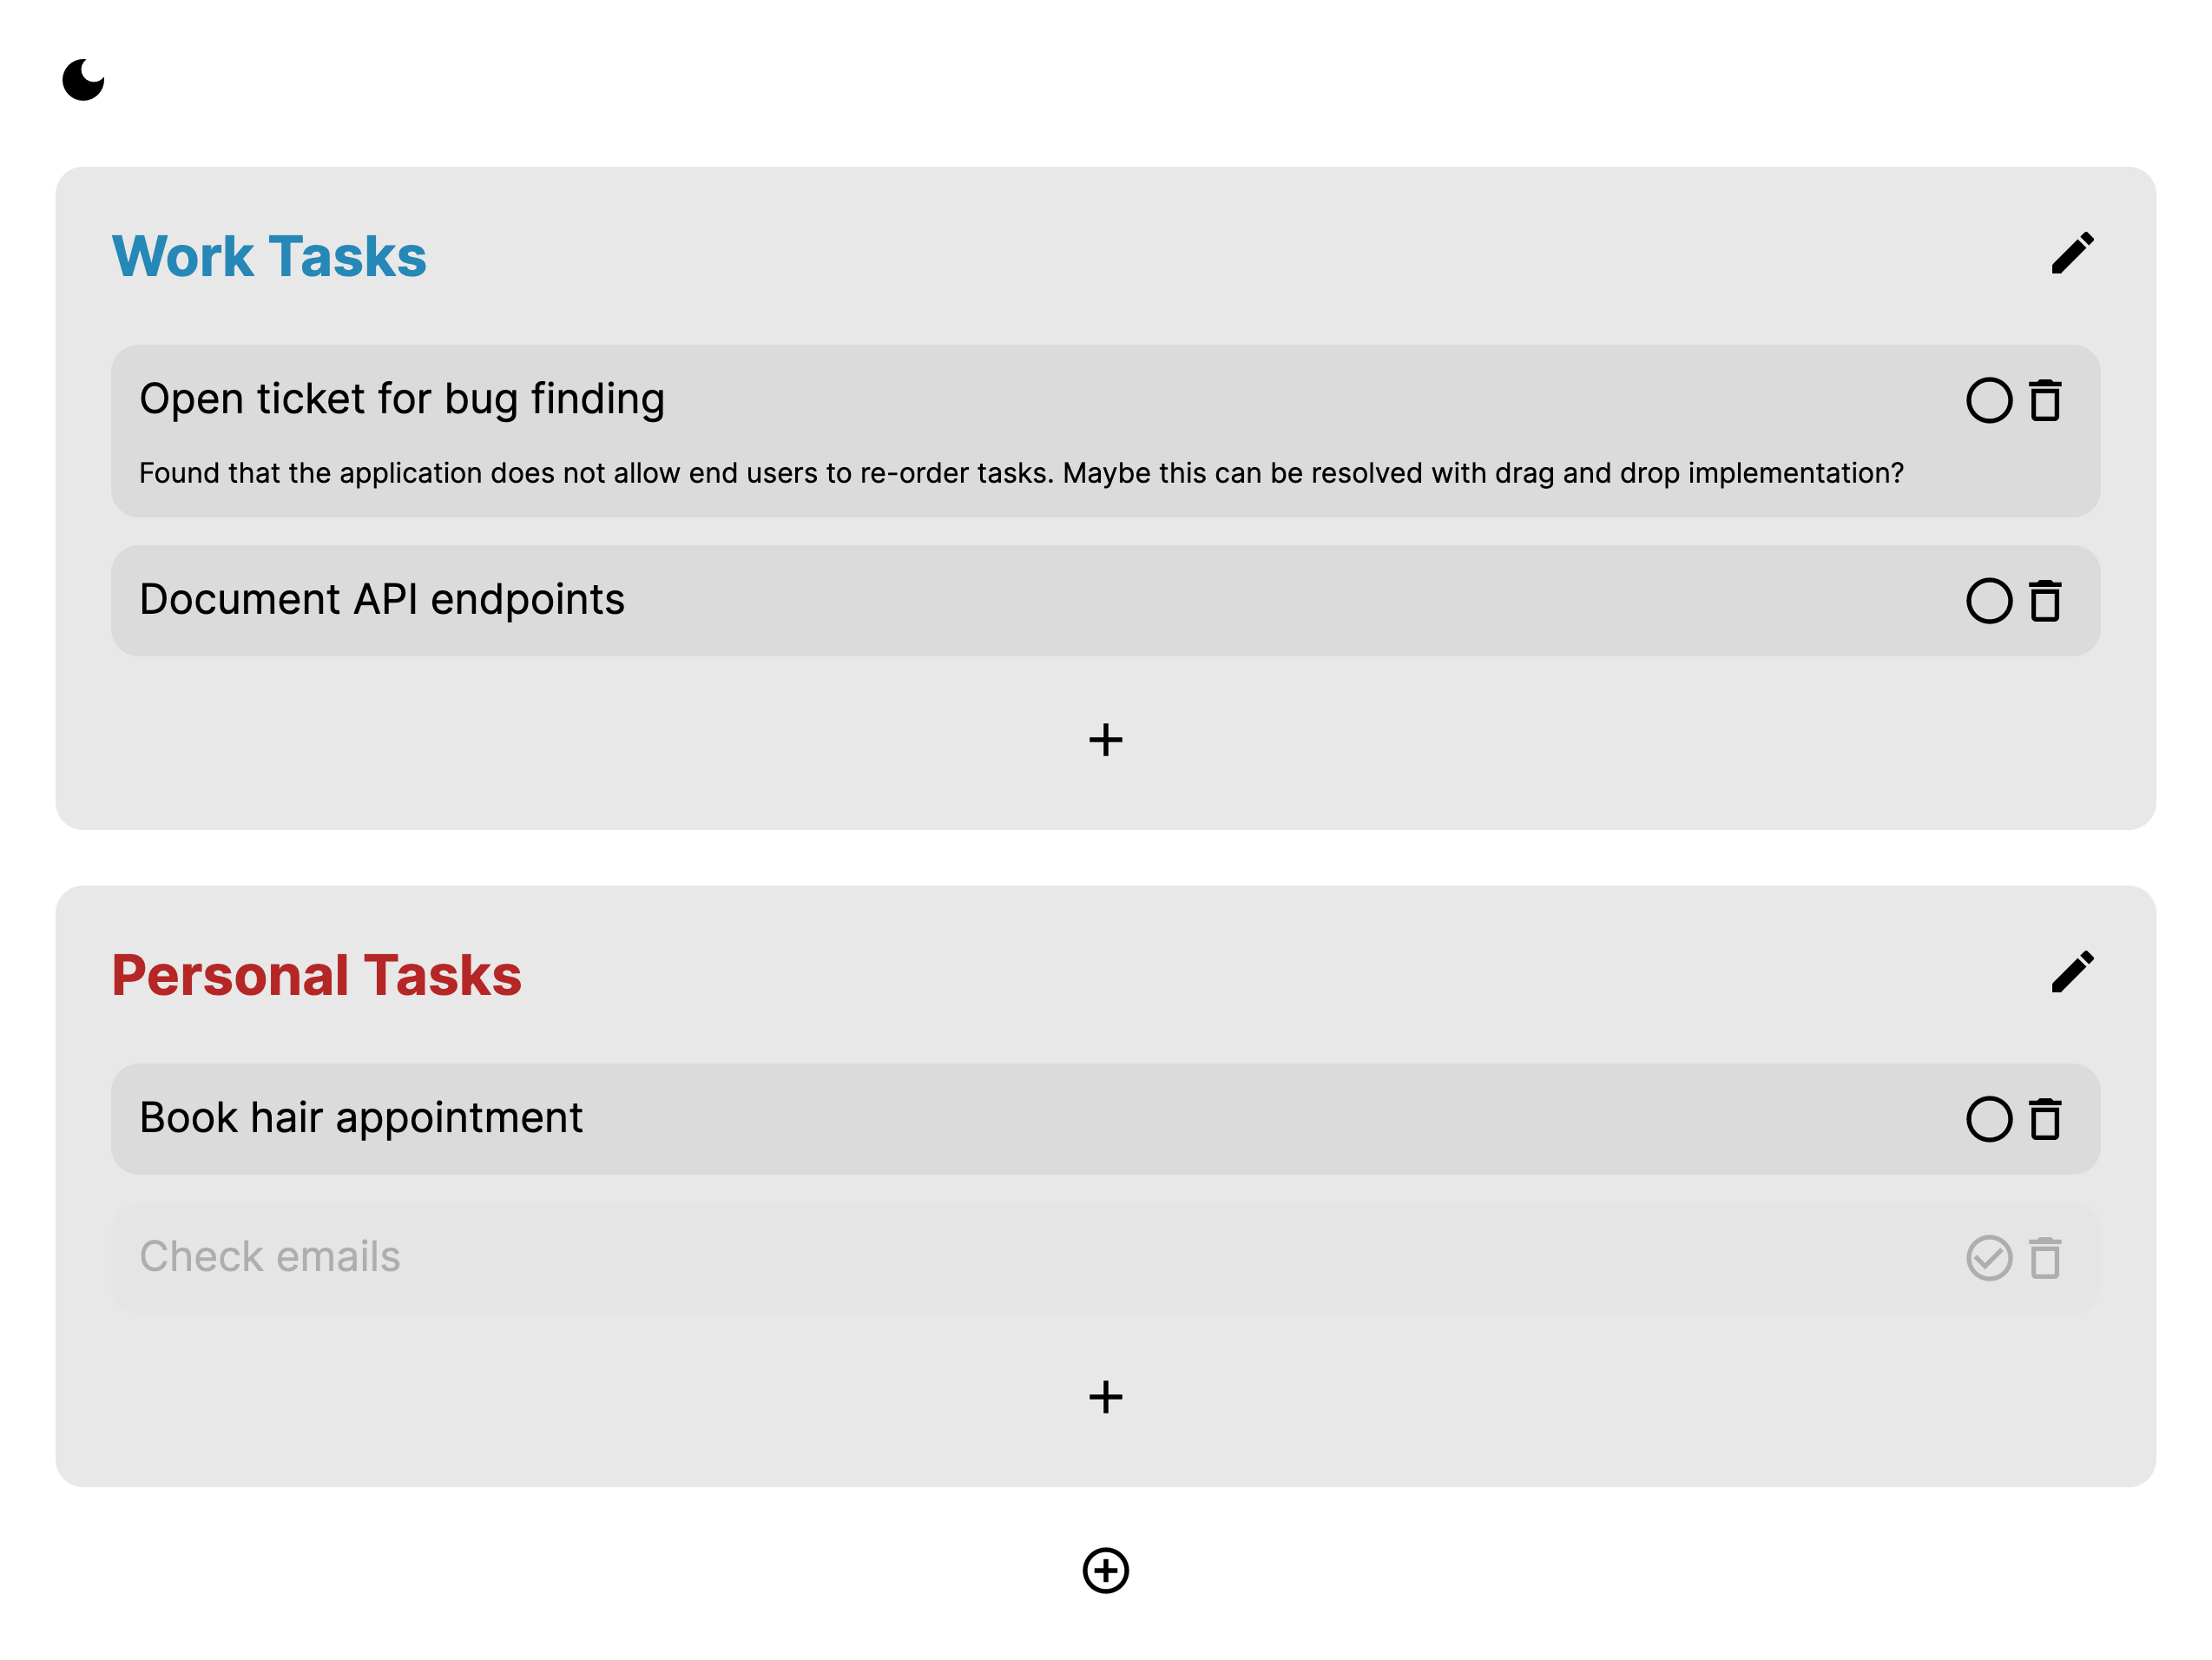 Work Tasks
Open ticket for bug finding
Found that the application does not allow end users to re-order tasks. Maybe this can be resolved with drag and drop implementation?
Document API endpoints
Personal Tasks
Book hair appointment
Check emails